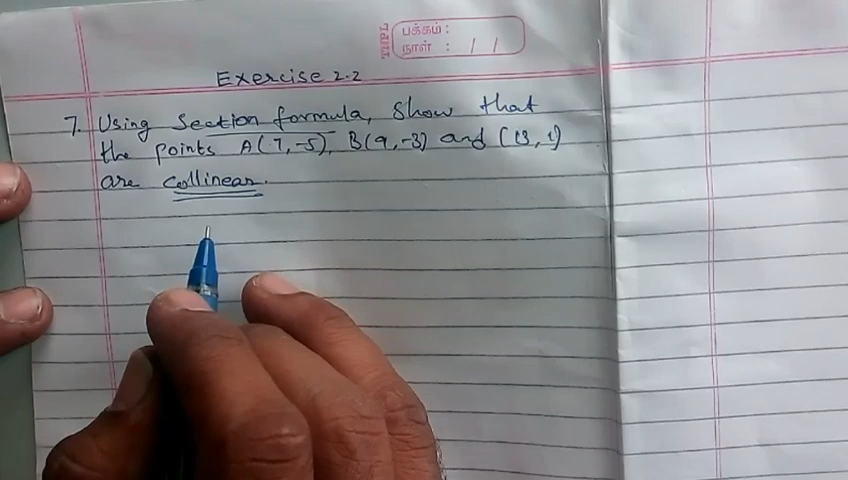 பக்கம் :
நாள் : / /
Exercise 2.2
7. Using Section formula, Show that
the points A(7,-5), B(9,-3) and (13, 1)
are collinear.